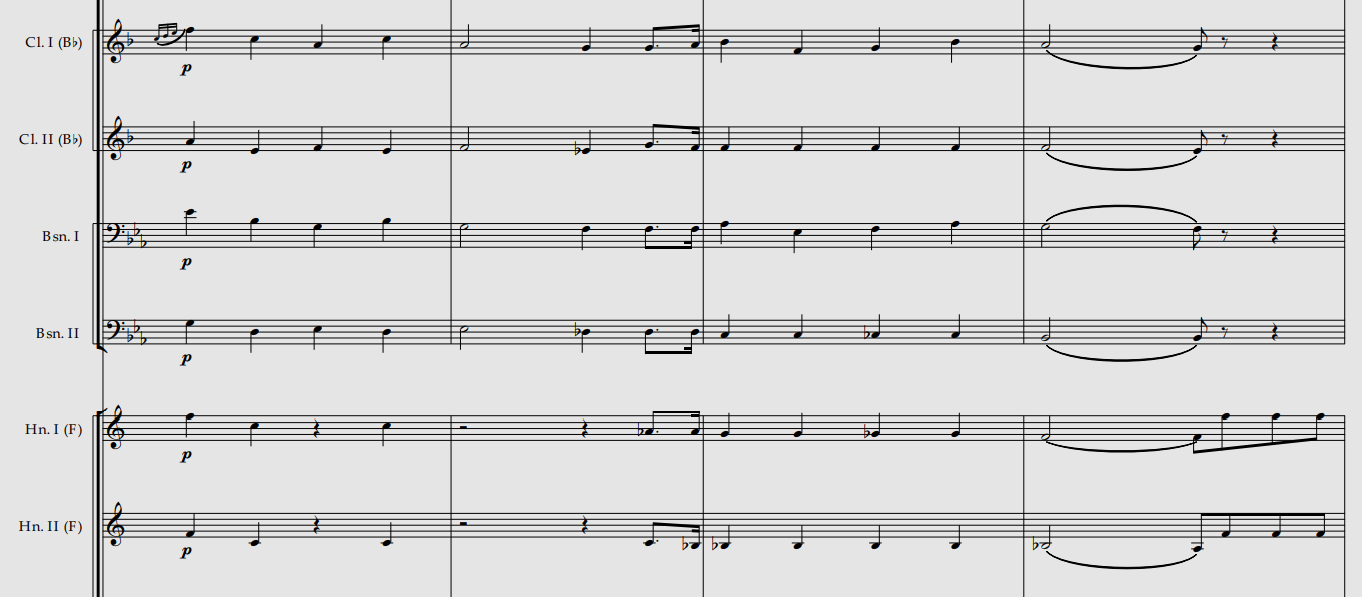 Cl. I (B♭)
p
Cl. II (B♭)
p
Bsn. I
p
Bsn. II
p
Hn. I (F)
p
Hn. II (F)
p